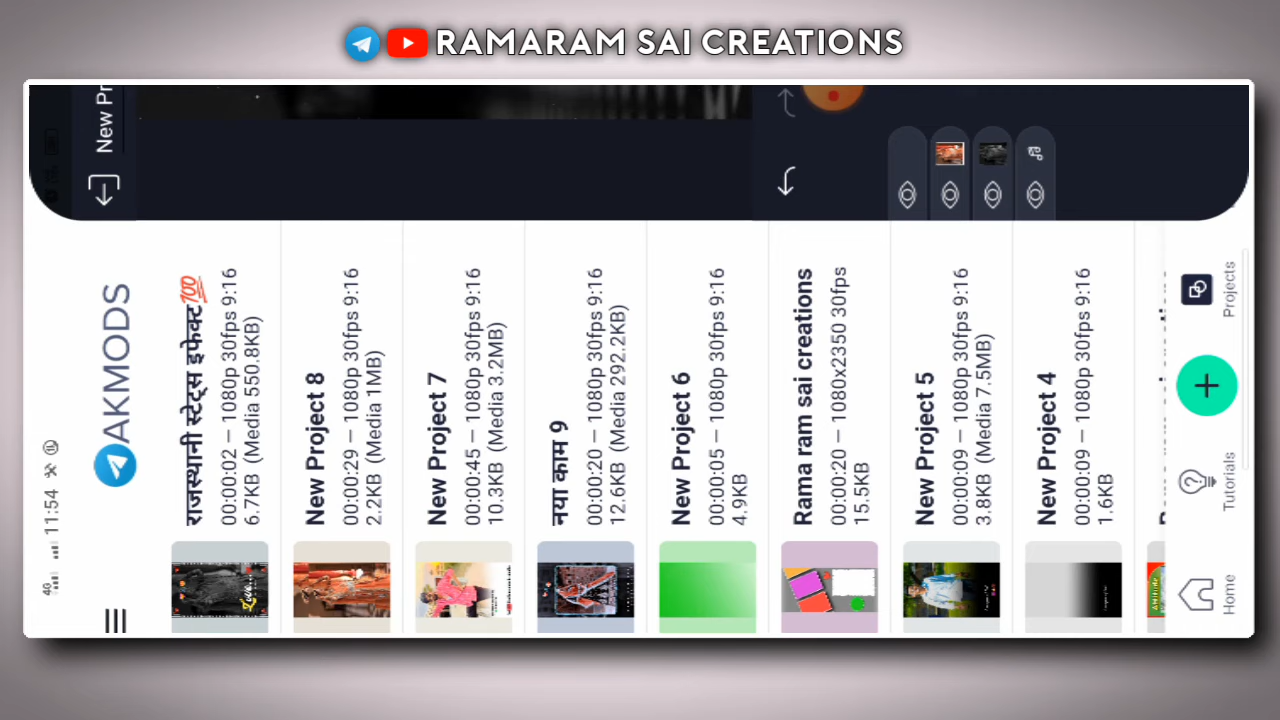 RAMARAM SAI CREATIONS
4G 11:54
AKMODS
New Pr
राजस्थानी स्टेट्स इफेक्ट💯
00:00:02 – 1080p 30fps 9:16
6.7KB (Media 550.8KB)
New Project 8
00:00:29 – 1080p 30fps 9:16
2.2KB (Media 1MB)
New Project 7
00:00:45 – 1080p 30fps 9:16
10.3KB (Media 3.2MB)
नया काम 9
00:00:20 – 1080p 30fps 9:16
12.6KB (Media 292.2KB)
New Project 6
00:00:05 – 1080p 30fps 9:16
4.9KB
Rama ram sai creations
00:00:20 – 1080x2350 30fps
15.5KB
New Project 5
00:00:09 – 1080p 30fps 9:16
3.8KB (Media 7.5MB)
New Project 4
00:00:09 – 1080p 30fps 9:16
1.6KB
Home
Tutorials
Projects